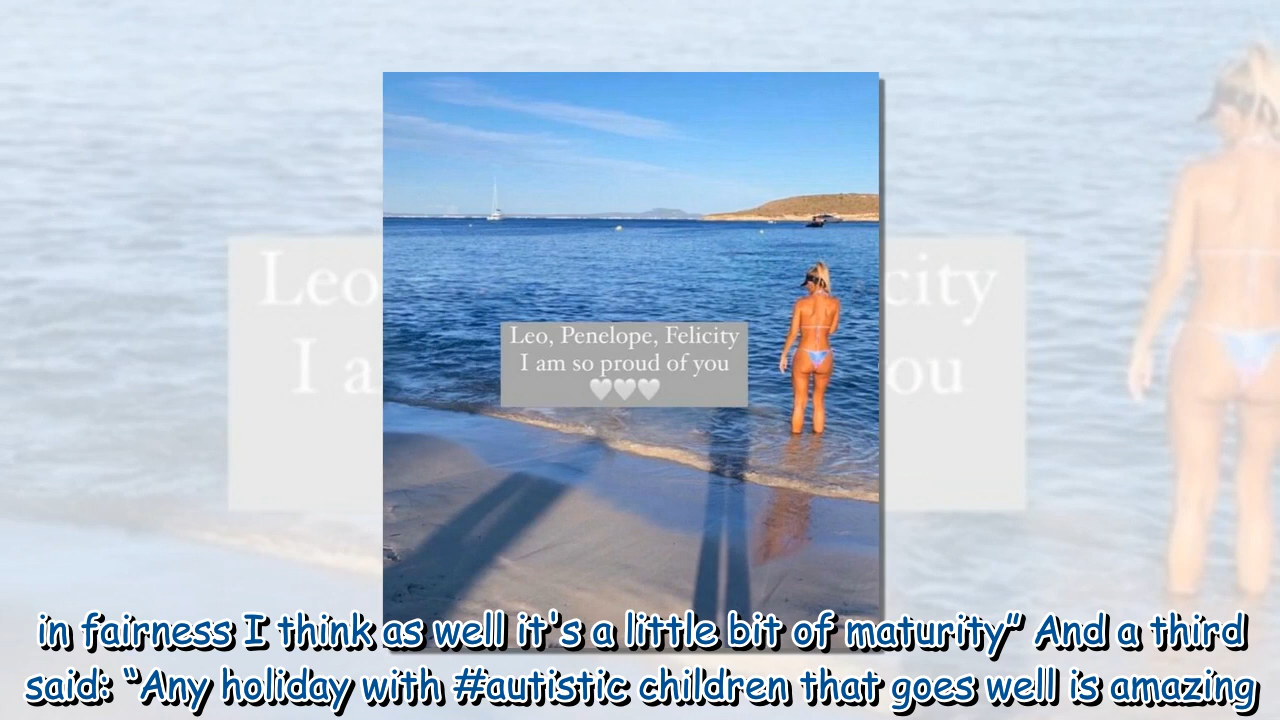 Leo, Penelope, Felicity
I am so proud of you
🤍🤍🤍
in fairness I think as well it's a little bit of maturity” And a third
said: “Any holiday with #autistic children that goes well is amazing